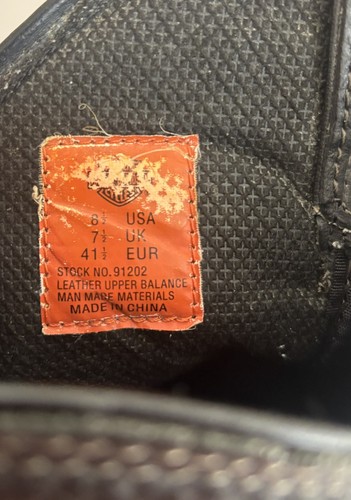 8½ USA
7½ UK
41½ EUR
STOCK NO.91202
LEATHER UPPER BALANCE
MAN MADE MATERIALS
MADE IN CHINA